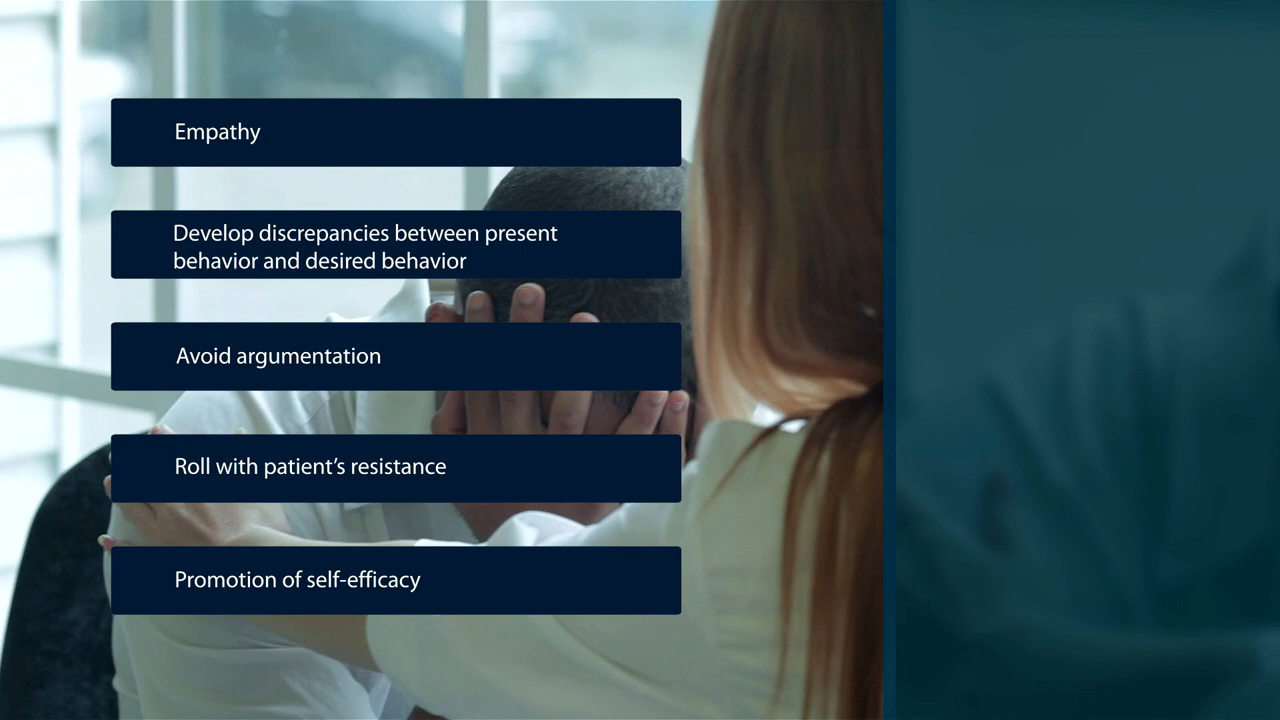 Empathy
Develop discrepancies between present
behavior and desired behavior
Avoid argumentation
Roll with patient’s resistance
Promotion of self-efficacy